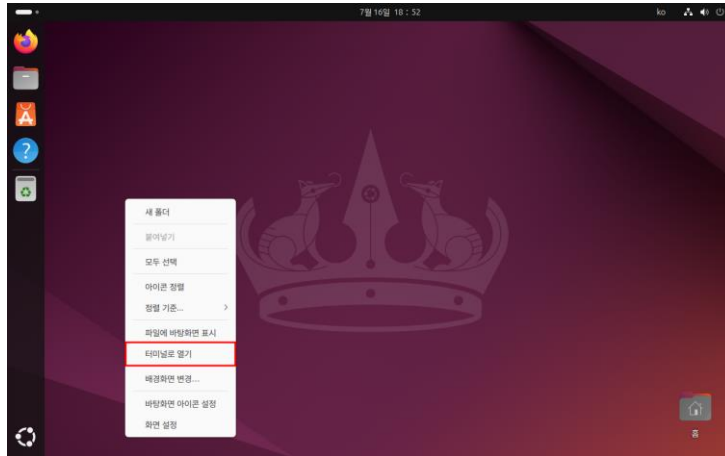 7월 16일 18 : 52
ko
새 폴더
붙여넣기
모두 선택
아이콘 정렬
정렬 기준...
파일에 바탕화면 표시
터미널로 열기
배경화면 변경...
바탕화면 아이콘 설정
화면 설정
홈